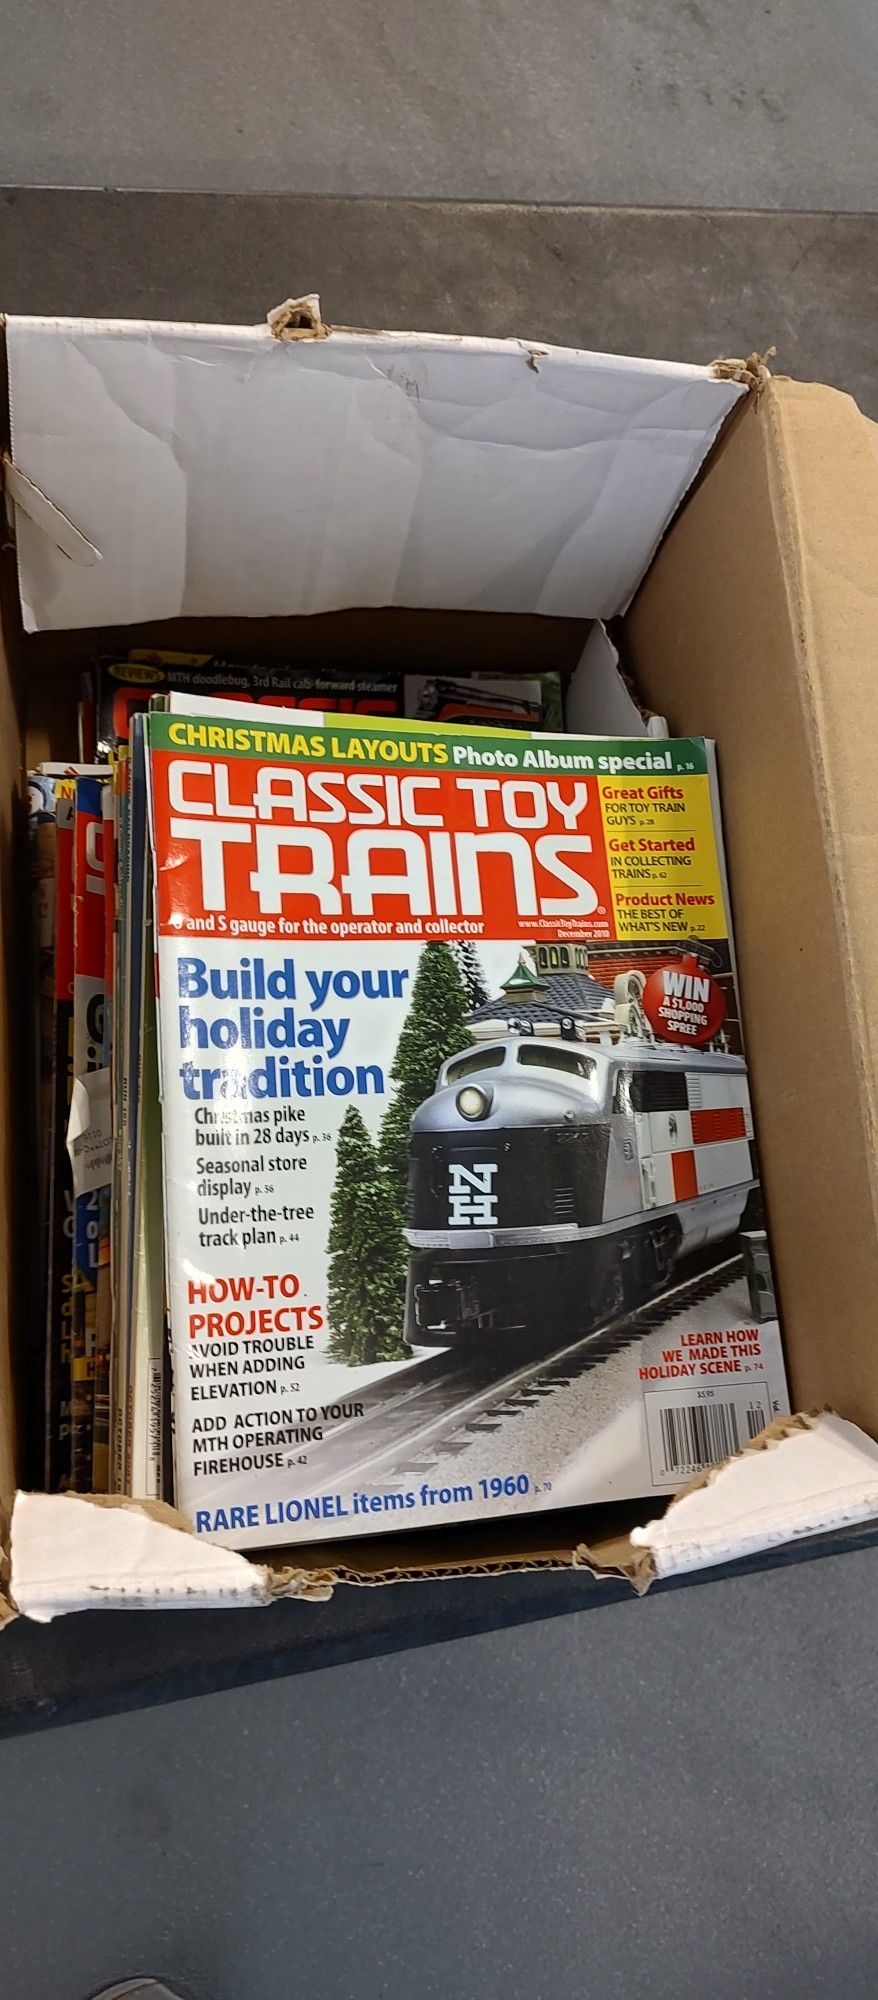 REVIEWS
MTH doodlebug, 3rd Rail cab-forward steamer
CHRISTMAS LAYOUTS Photo Album special p. 16
CLASSIC TOY
TRAINS
O and S gauge for the operator and collector
www.ClassicToyTrains.com
December 2010
Great Gifts
FOR TOY TRAIN
GUYS p.28
Get Started
IN COLLECTING
TRAINS p. 62
Product News
THE BEST OF
WHAT'S NEW p.22
WIN
A $1,000
SHOPPING
SPREE
Build your
holiday
tradition
Christmas pike
built in 28 days p. 36
Seasonal store
display p. 56
Under-the-tree
track plan p. 44
NH
HOW-TO
PROJECTS
AVOID TROUBLE
WHEN ADDING
ELEVATION p. 52
ADD ACTION TO YOUR
MTH OPERATING
FIREHOUSE p. 42
RARE LIONEL items from 1960 p. 70
LEARN HOW
WE MADE THIS
HOLIDAY SCENE p. 74
$5.95
12
0 72246